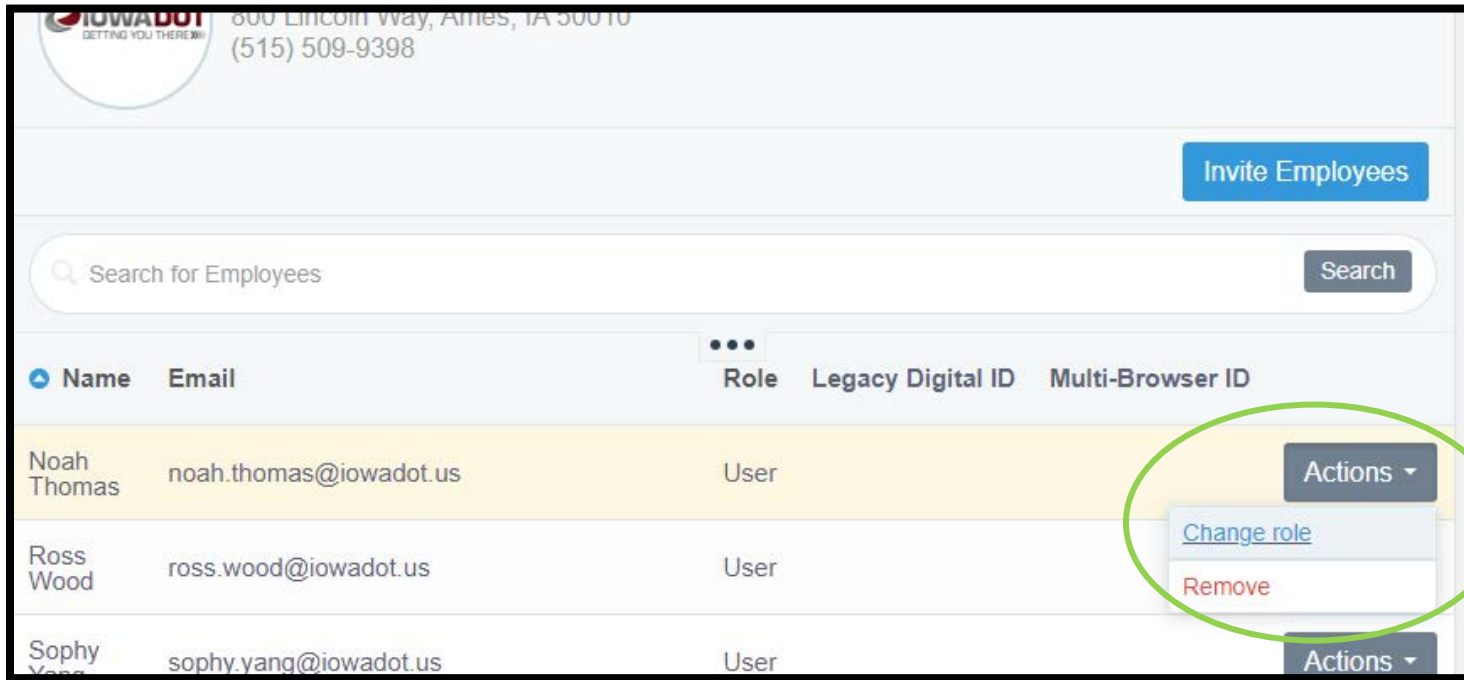 IOWADOT
GETTING YOU THERE
800 Lincoln Way, Ames, IA 50010
(515) 509-9398
Invite Employees
Search for Employees Search
Name Email Role Legacy Digital ID Multi-Browser ID
Noah Thomas noah.thomas@iowadot.us User Actions
Change role
Remove
Ross Wood ross.wood@iowadot.us User
Sophy Yang sophy.yang@iowadot.us User Actions